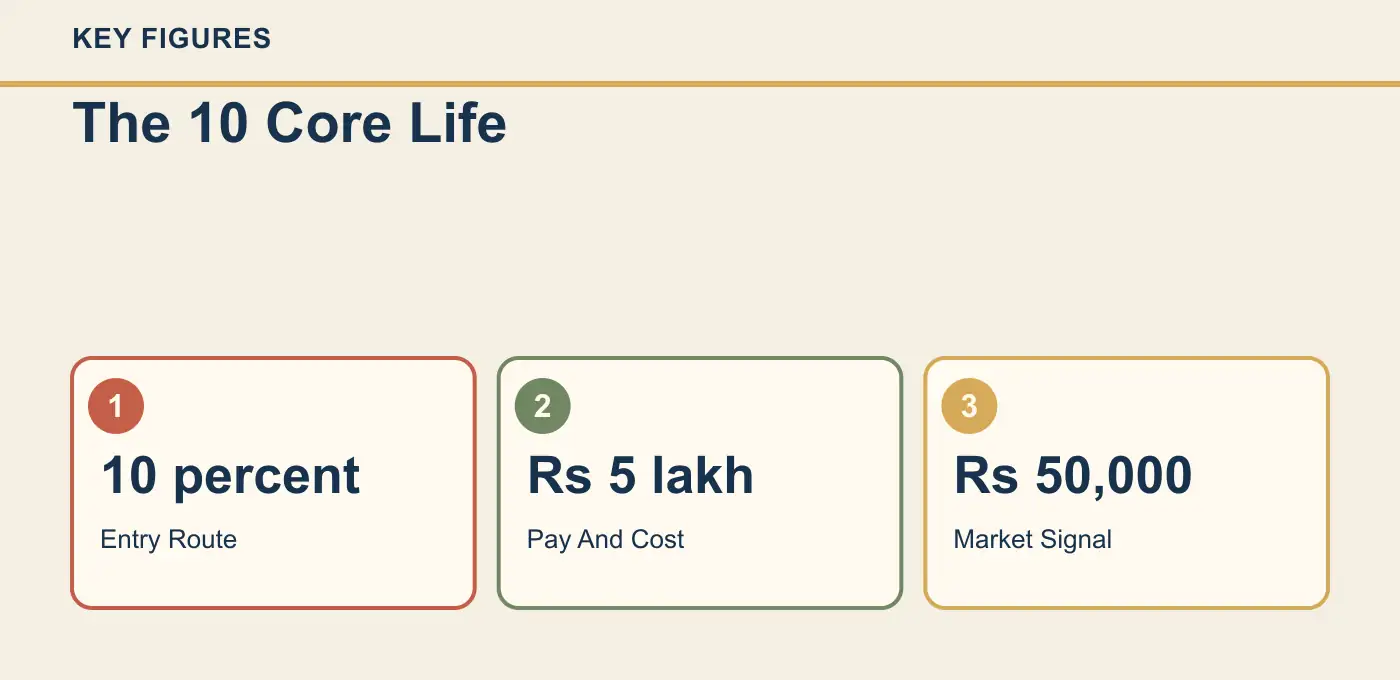 KEY FIGURES
The 10 Core Life
1
10 percent
Entry Route
2
Rs 5 lakh
Pay And Cost
3
Rs 50,000
Market Signal